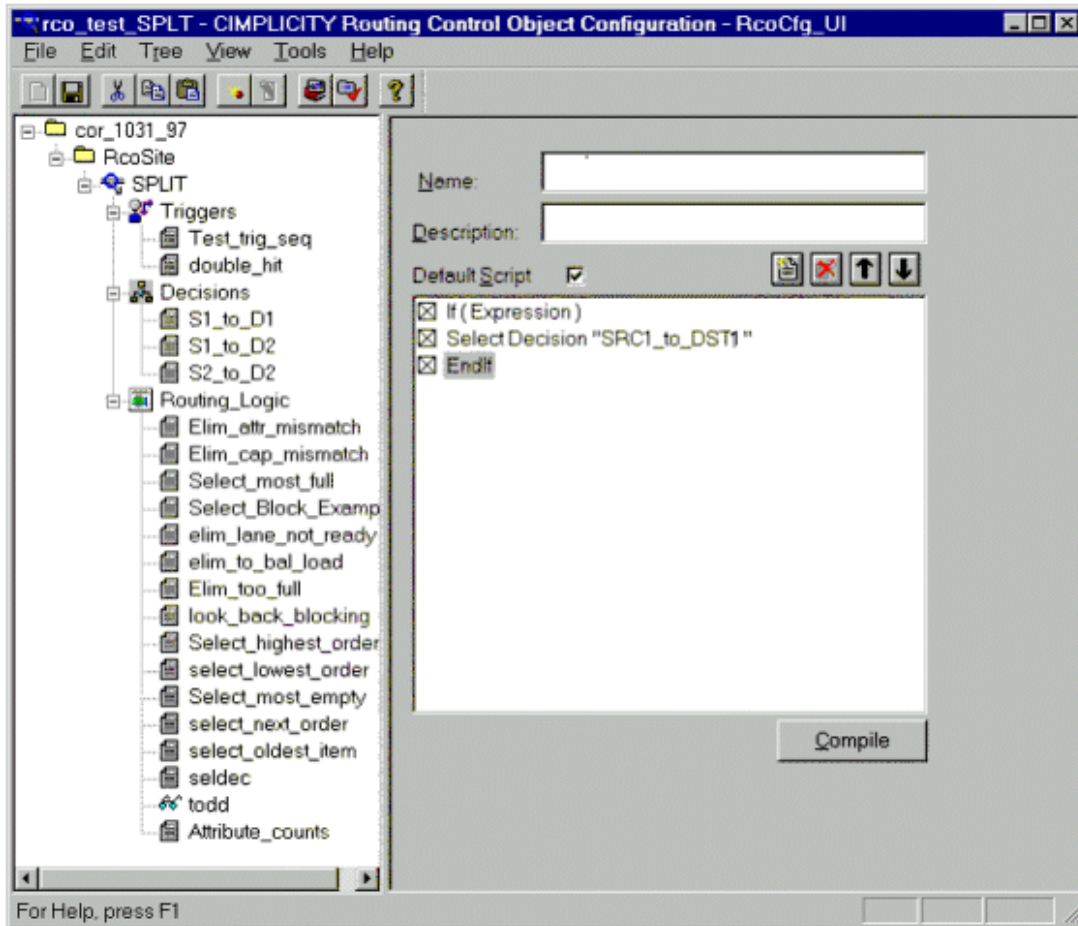 rco_test_SPLT - CIMPLICITY Routing Control Object Configuration - RcoCfg_UI
File Edit Tree View Tools Help
cor_1031_97
RcoSite
SPLIT
Triggers
Test_trig_seq
double_hit
Decisions
S1_to_D1
S1_to_D2
S2_to_D2
Routing_Logic
Elim_attr_mismatch
Elim_cap_mismatch
Select_most_full
Select_Block_Examp
elim_lane_not_ready
elim_to_bal_load
Elim_too_full
look_back_blocking
Select_highest_order
select_lowest_order
Select_most_empty
select_next_order
select_oldest_item
seldec
todd
Attribute_counts
Name:
Description:
Default Script
If ( Expression )
Select Decision "SRC1_to_DST1 "
EndIf
Compile
For Help, press F1